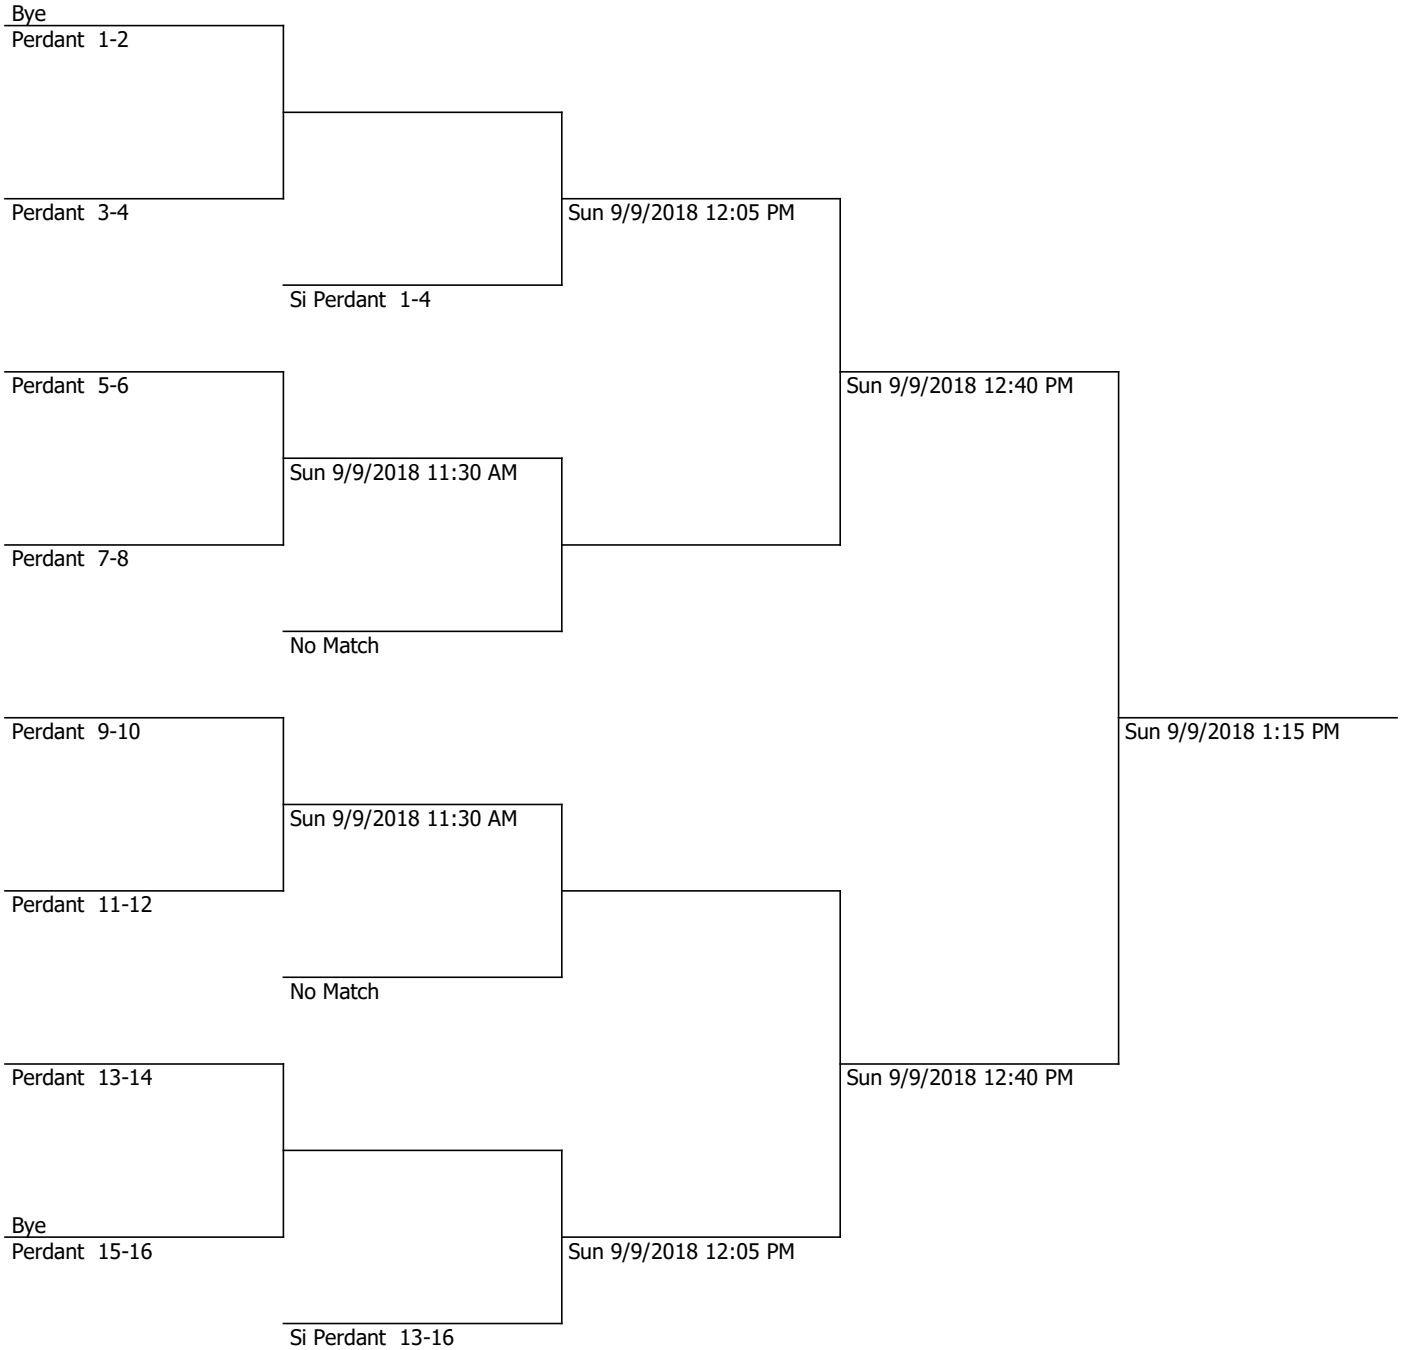 Bye
Perdant 1-2
Perdant 3-4
Sun 9/9/2018 12:05 PM
Si Perdant 1-4
Perdant 5-6
Sun 9/9/2018 12:40 PM
Sun 9/9/2018 11:30 AM
Perdant 7-8
No Match
Perdant 9-10
Sun 9/9/2018 1:15 PM
Sun 9/9/2018 11:30 AM
Perdant 11-12
No Match
Perdant 13-14
Sun 9/9/2018 12:40 PM
Bye
Perdant 15-16
Sun 9/9/2018 12:05 PM
Si Perdant 13-16